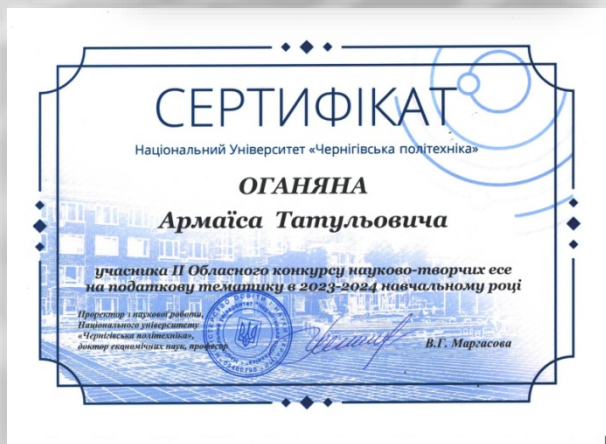 СЕРТИФІКАТ
Національний Університет «Чернігівська політехніка»
ОГАНЯНА
Армаїса Татульовича
учасника ІІ Обласного конкурсу науково-творчих есе
на податкову тематику в 2023-2024 навчальному році
Проректор з наукової роботи,
Національного університету
«Чернігівська політехніка»,
доктор економічних наук, професор
В.Г. Маргасова